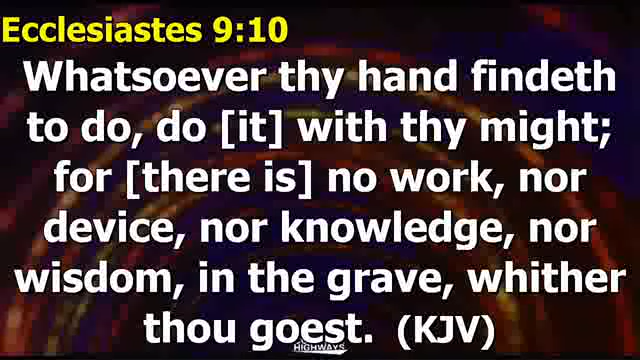 Ecclesiastes 9:10
Whatsoever thy hand findeth
to do, do [it] with thy might;
for [there is] no work, nor
device, nor knowledge, nor
wisdom, in the grave, whither
thou goest. (KJV)
HIGHWAYS